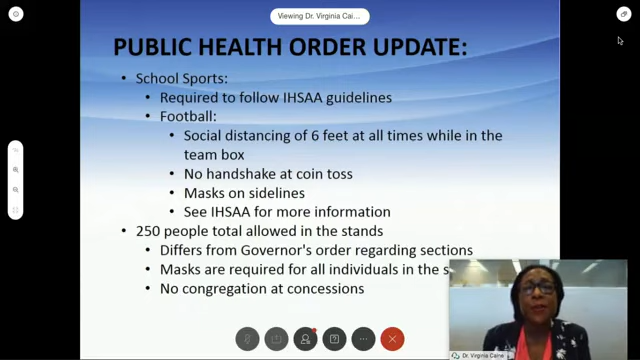 Viewing Dr. Virginia Cai...
PUBLIC HEALTH ORDER UPDATE:
• School Sports:
• Required to follow IHSAA guidelines
• Football:
• Social distancing of 6 feet at all times while in the
team box
• No handshake at coin toss
• Masks on sidelines
• See IHSAA for more information
• 250 people total allowed in the stands
• Differs from Governor's order regarding sections
• Masks are required for all individuals in the s
• No congregation at concessions
Dr. Virginia Caine